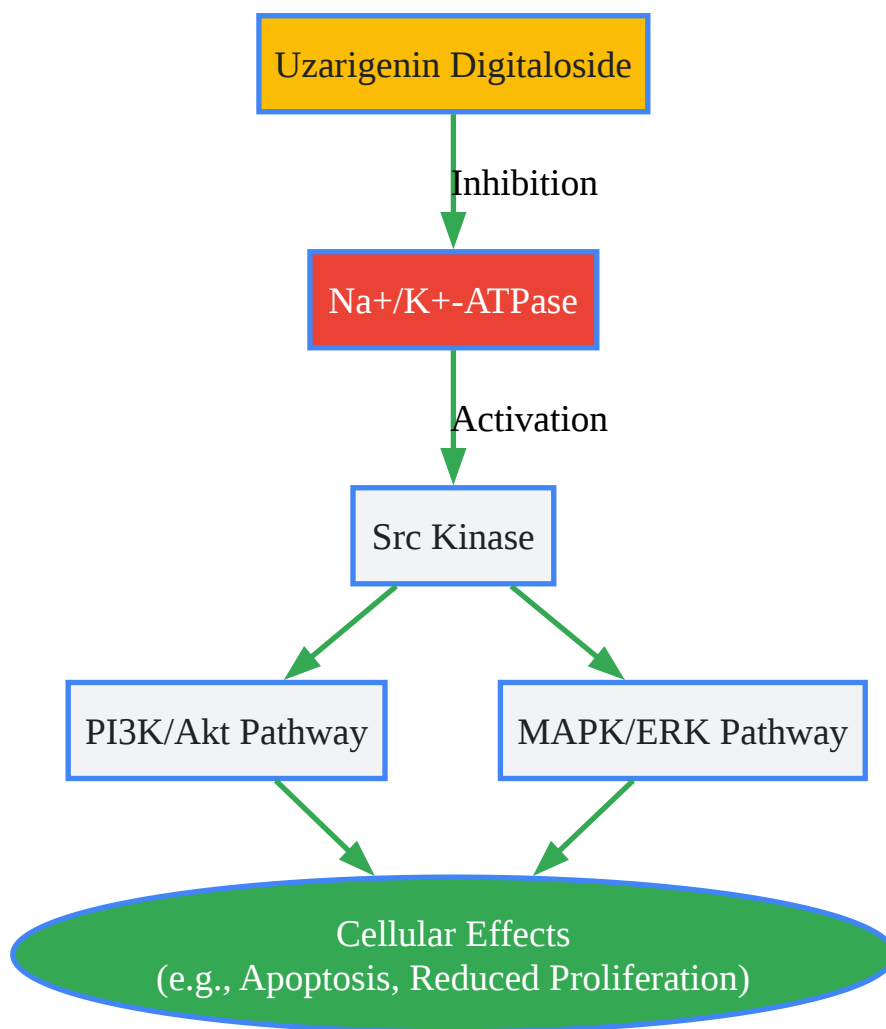 Uzarigenin Digitaloside
Inhibition
Na+/K+-ATPase
Activation
Src Kinase
PI3K/Akt Pathway
MAPK/ERK Pathway
Cellular Effects
(e.g., Apoptosis, Reduced Proliferation)